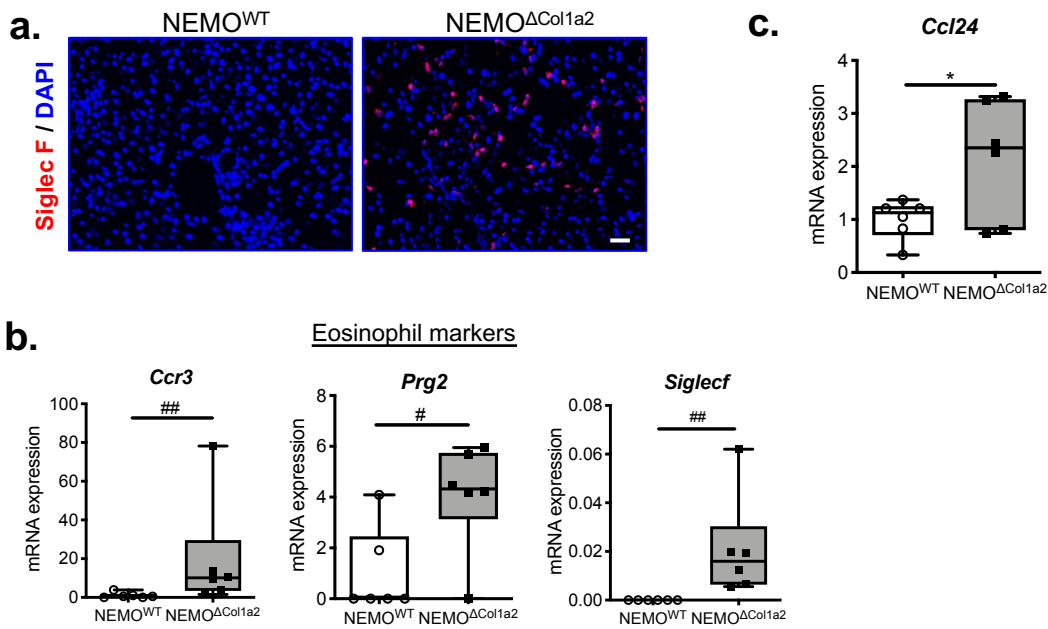 a.
NEMO^WT
NEMO^ΔCol1a2
Siglec F / DAPI
c.
Ccl24
*
mRNA expression
4
3
2
1
0
NEMO^WT NEMO^ΔCol1a2
b.
Eosinophil markers
Ccr3
##
mRNA expression
100
80
60
40
20
0
NEMO^WT NEMO^ΔCol1a2
Prg2
#
mRNA expression
8
6
4
2
0
NEMO^WT NEMO^ΔCol1a2
Siglecf
##
mRNA expression
0.08
0.06
0.04
0.02
0.00
NEMO^WT NEMO^ΔCol1a2